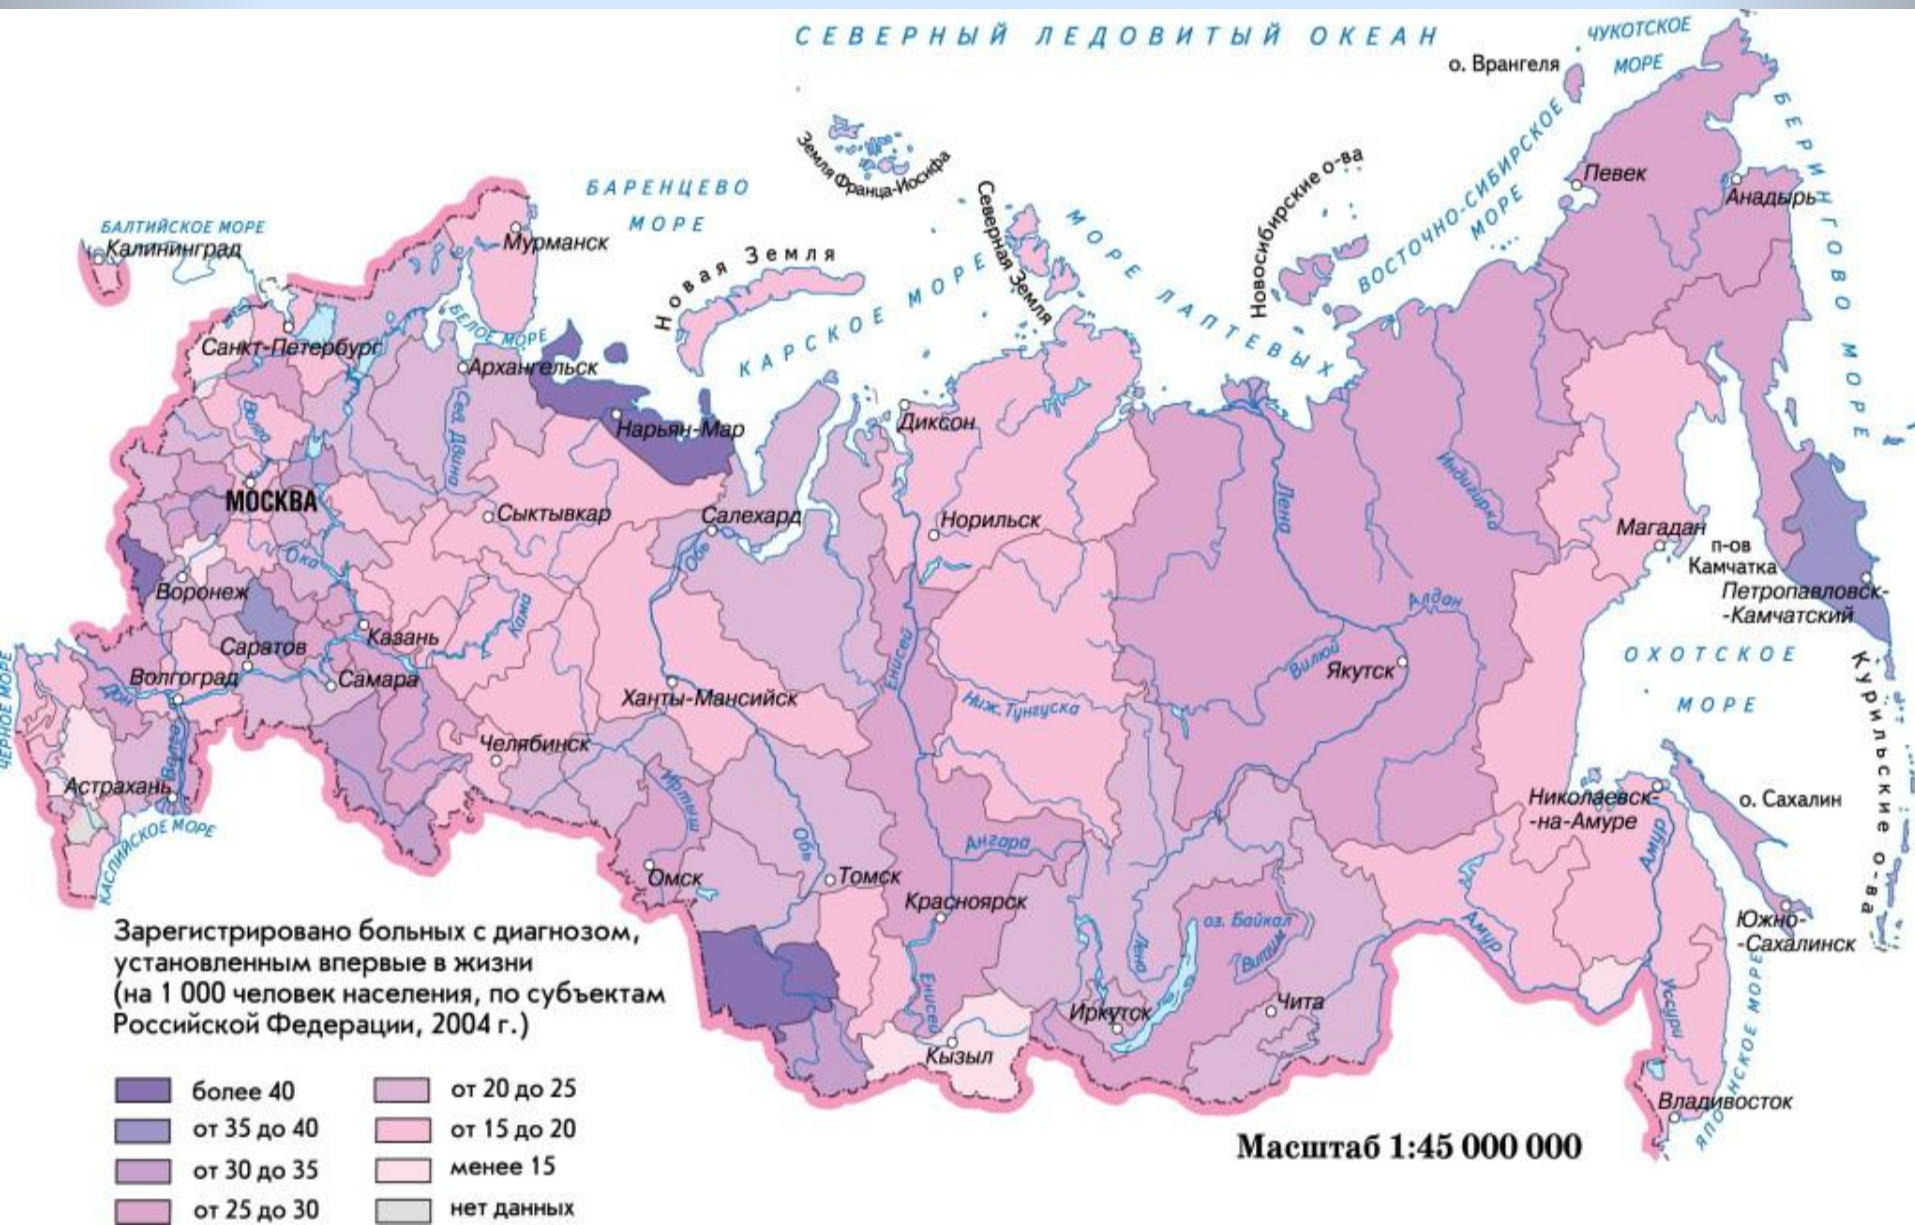 СЕВЕРНЫЙ ЛЕДОВИТЫЙ ОКЕАН
ЧУКОТСКОЕ
МОРЕ
о. Врангеля
БЕРИНГОВО МОРЕ
Земля Франца-Иосифа
Новосибирские о-ва
ВОСТОЧНО-СИБИРСКОЕ
МОРЕ
Певек
Анадырь
БАРЕНЦЕВО
МОРЕ
Северная Земля
МОРЕ ЛАПТЕВЫХ
БАЛТИЙСКОЕ МОРЕ
Калининград
Мурманск
Новая Земля
КАРСКОЕ МОРЕ
БЕЛОЕ МОРЕ
Санкт-Петербург
Архангельск
Нарьян-Мар
Диксон
Волга
Сев. Двина
Лена
Индигирка
МОСКВА
Сыктывкар
Салехард
Норильск
Магадан
п-ов
Камчатка
Петропавловск-
-Камчатский
Ока
Обь
Воронеж
Кама
Алдан
Казань
Саратов
Енисей
Вилюй
Якутск
ОХОТСКОЕ
МОРЕ
Курильские о-ва
ЧЕРНОЕ МОРЕ
Волгоград
Самара
Дон
Ханты-Мансийск
Ниж. Тунгуска
Челябинск
Волга
Астрахань
КАСПИЙСКОЕ МОРЕ
Иртыш
Обь
Ангара
Николаевск-
-на-Амуре
о. Сахалин
Амур
Омск
Томск
Красноярск
оз. Байкал
Витим
Лена
Амур
Южно-
-Сахалинск
Енисей
Иркутск
Чита
Уссури
Кызыл
Владивосток
ЯПОНСКОЕ МОРЕ
Зарегистрировано больных с диагнозом,
установленным впервые в жизни
(на 1 000 человек населения, по субъектам
Российской Федерации, 2004 г.)
более 40
от 35 до 40
от 30 до 35
от 25 до 30
от 20 до 25
от 15 до 20
менее 15
нет данных
Масштаб 1:45 000 000